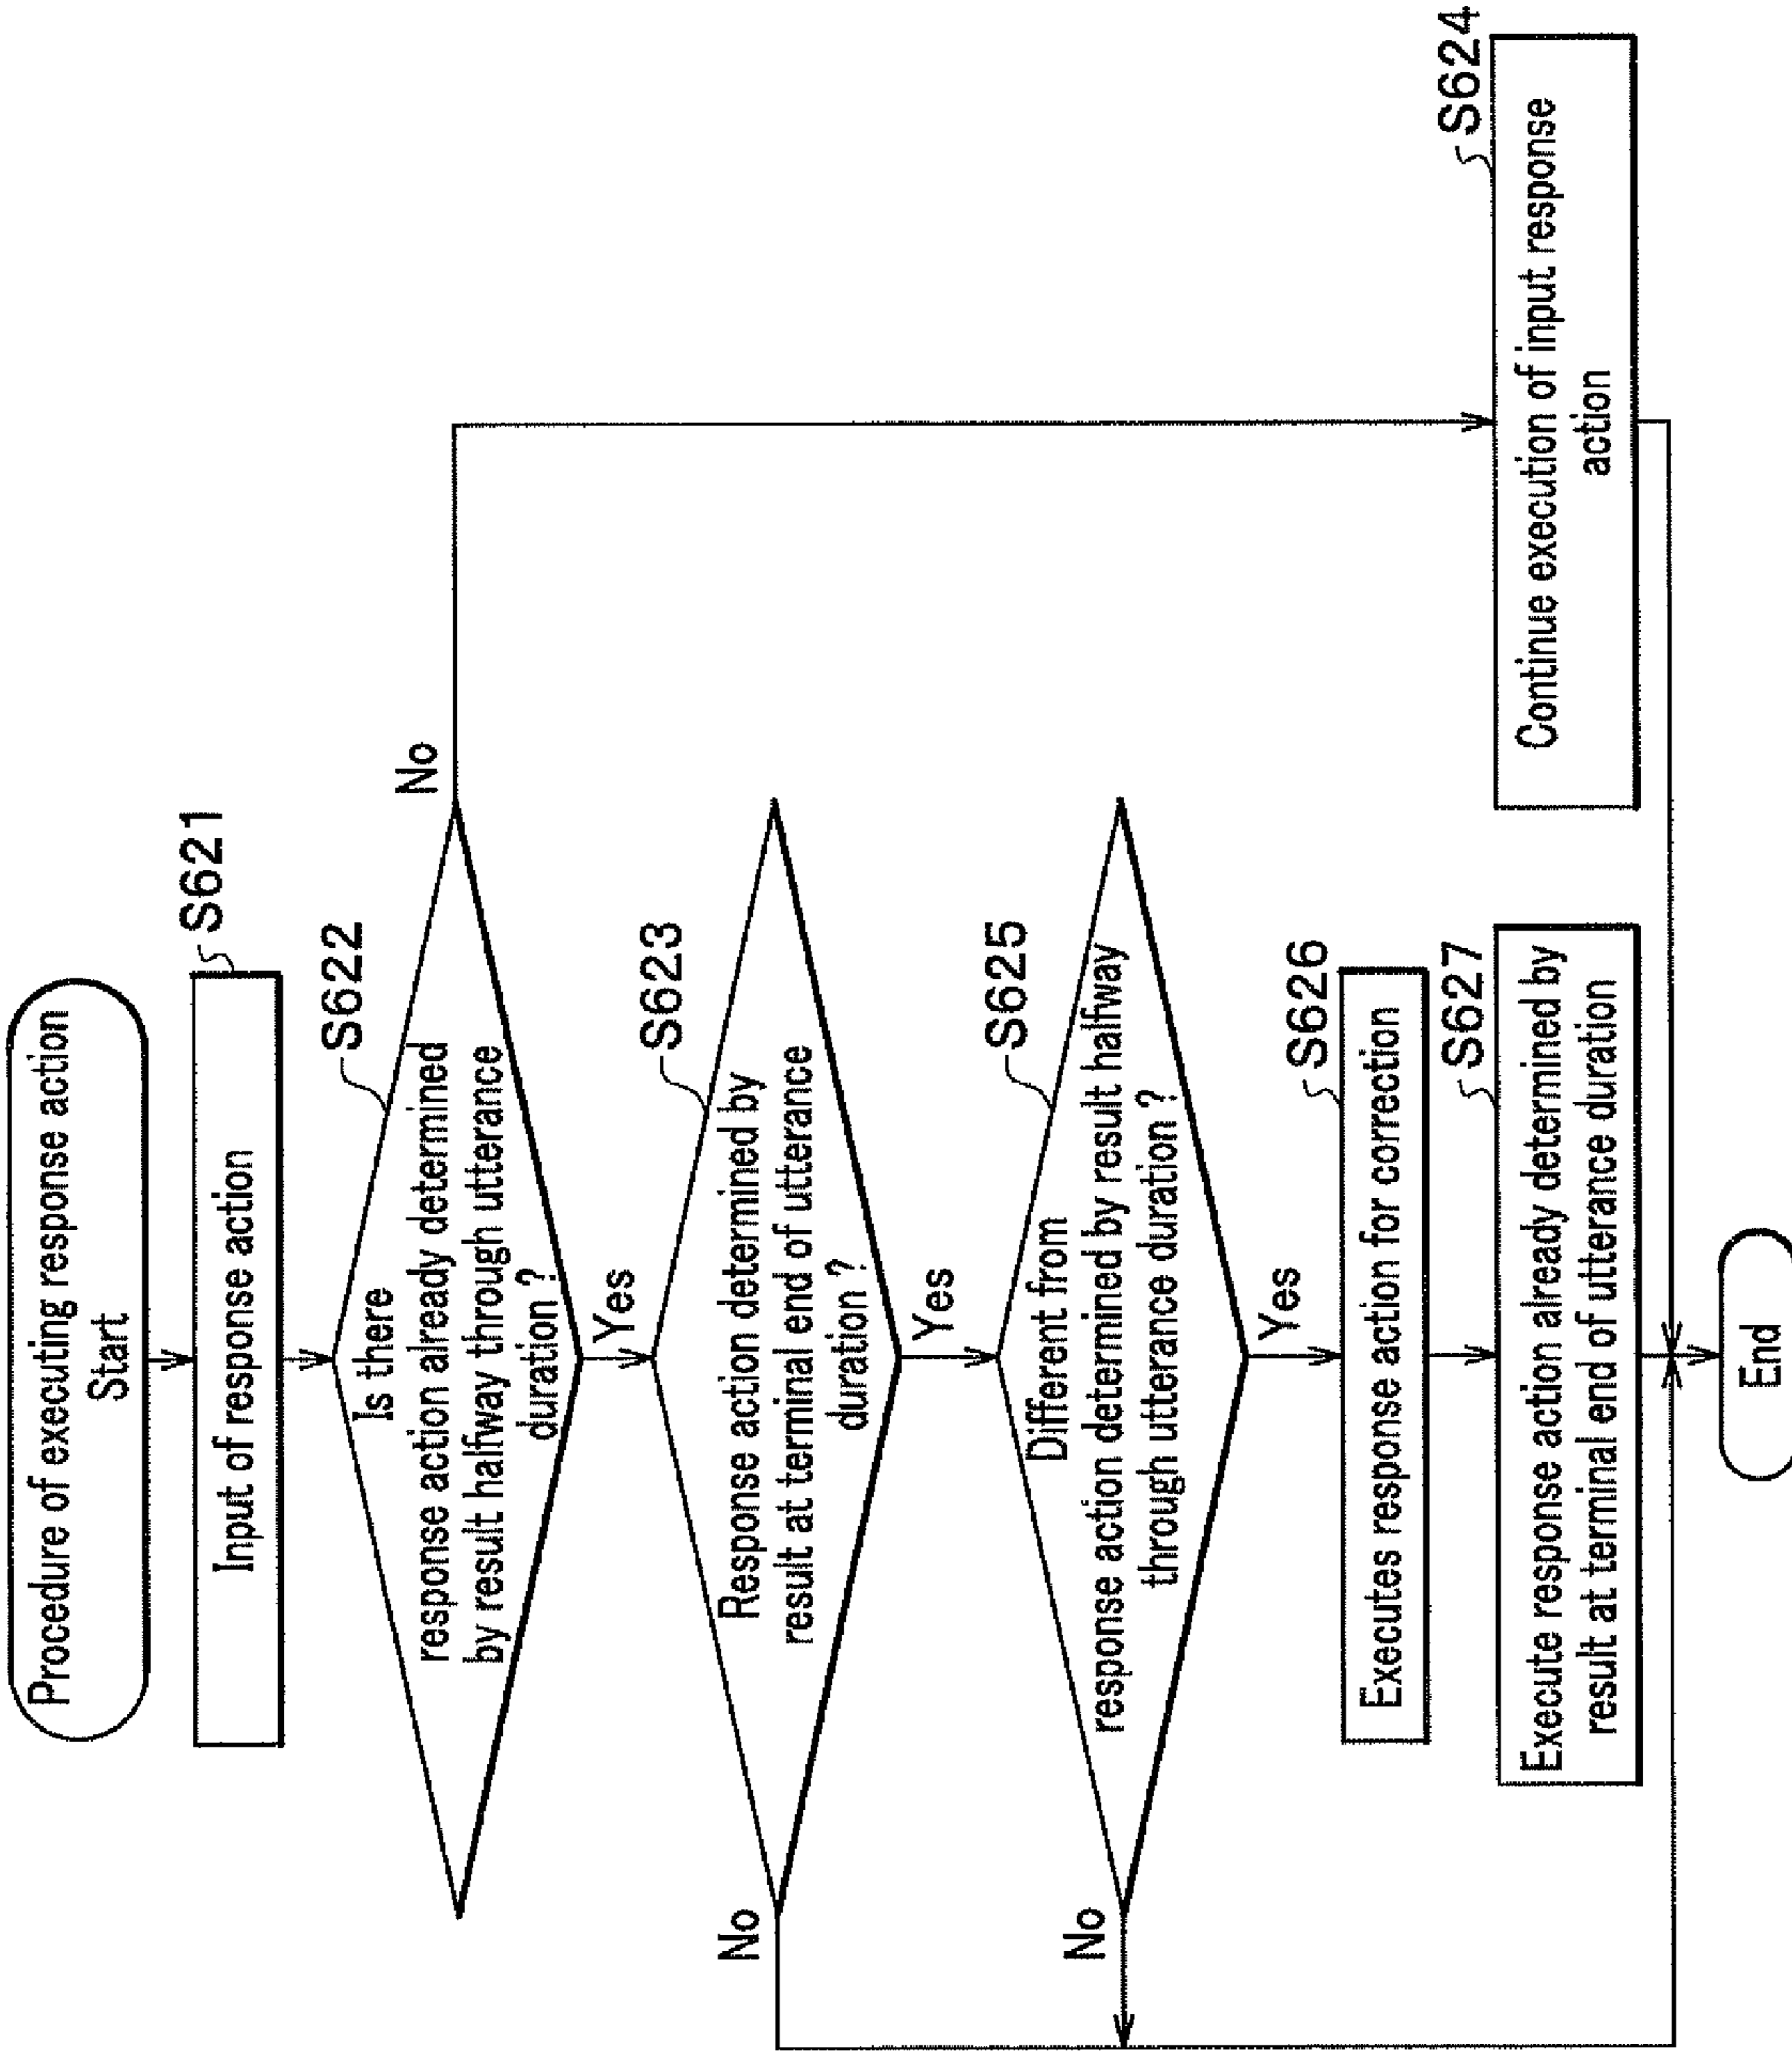 Procedure of executing response action
Start
S621
Input of response action
S622
Is there
response action already determined
by result halfway through utterance
duration ?
No
Yes
S623
Response action determined by
result at terminal end of utterance
duration ?
No
Yes
S625
Different from
response action determined by result halfway
through utterance duration ?
No
Yes
S626
Executes response action for correction
S627
Execute response action already determined by
result at terminal end of utterance duration
S624
Continue execution of input response
action
End